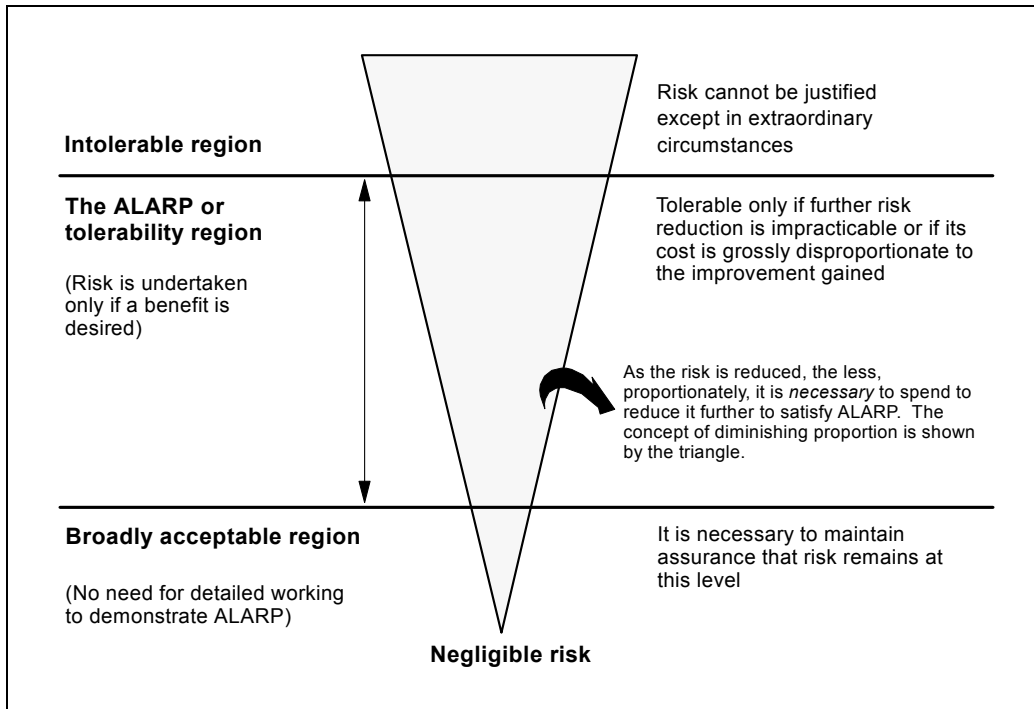 Intolerable region
Risk cannot be justified
except in extraordinary
circumstances
The ALARP or
tolerability region
(Risk is undertaken
only if a benefit is
desired)
Tolerable only if further risk
reduction is impracticable or if its
cost is grossly disproportionate to
the improvement gained
As the risk is reduced, the less,
proportionately, it is necessary to spend to
reduce it further to satisfy ALARP. The
concept of diminishing proportion is shown
by the triangle.
Broadly acceptable region
(No need for detailed working
to demonstrate ALARP)
It is necessary to maintain
assurance that risk remains at
this level
Negligible risk